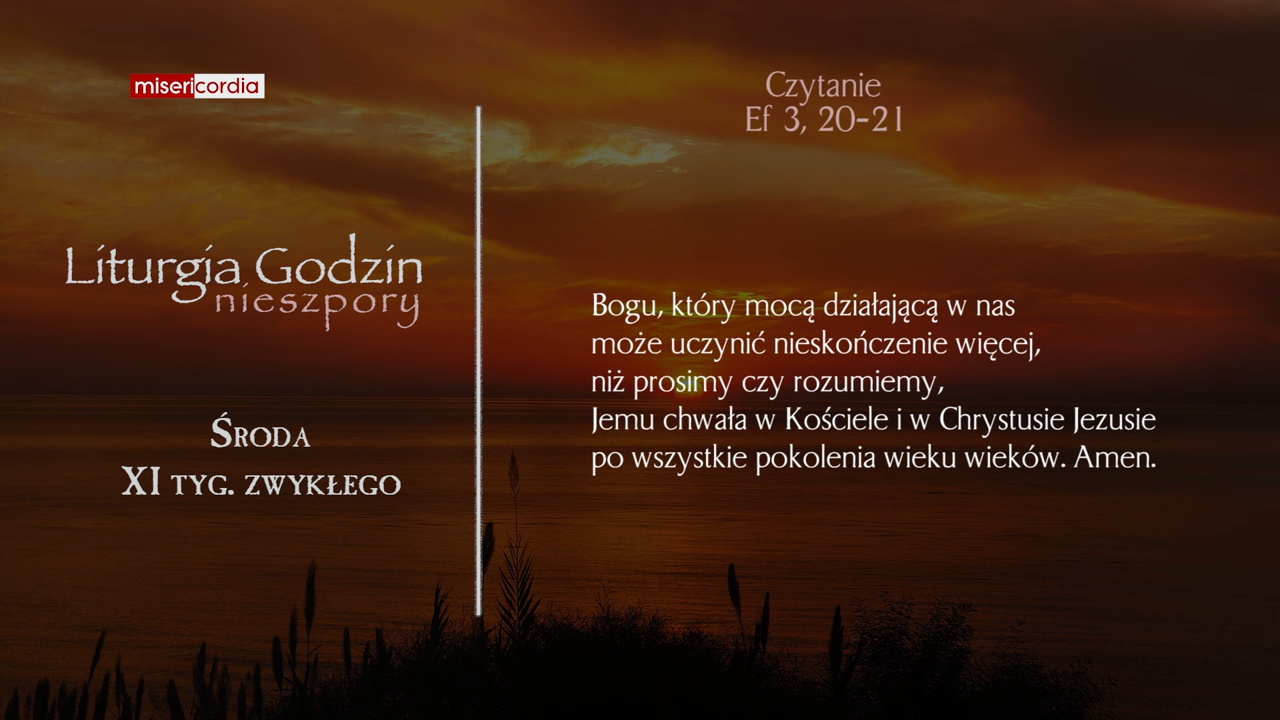 misericordia
Czytanie
Ef 3, 20-21
Liturgia Godzin
nieszpory
Środa
XI tyg. zwykłego
Bogu, który mocą działającą w nas
może uczynić nieskończenie więcej,
niż prosimy czy rozumiemy,
Jemu chwała w Kościele i w Chrystusie Jezusie
po wszystkie pokolenia wieku wieków. Amen.